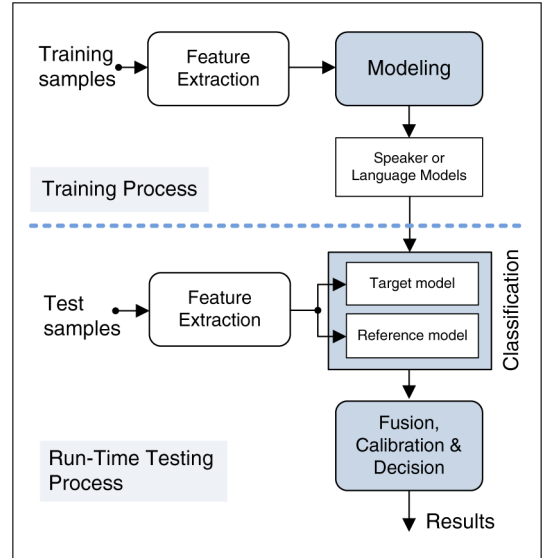 Training
samples
Feature
Extraction
Modeling
Speaker or
Language Models
Training Process
Test
samples
Feature
Extraction
Target model
Reference model
Classification
Fusion,
Calibration &
Decision
Run-Time Testing
Process
Results